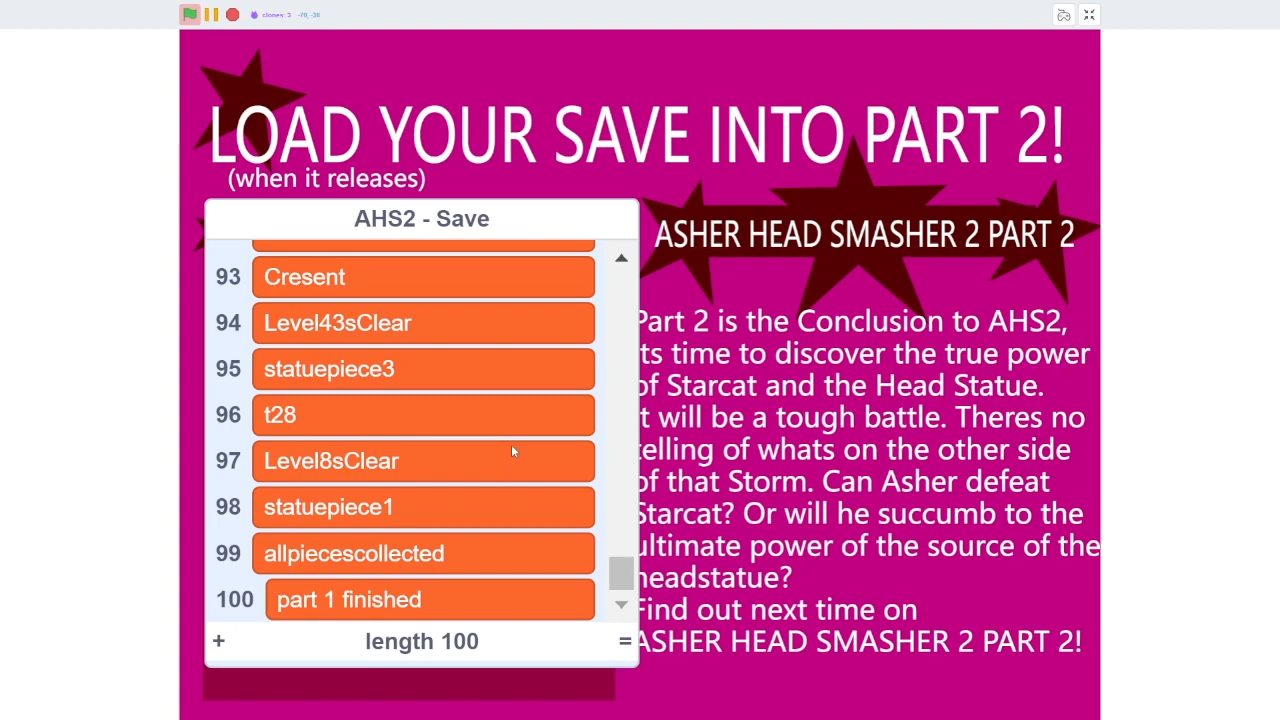 clones: 3 -70, -38
LOAD YOUR SAVE INTO PART 2!
(when it releases)
AHS2 - Save
93 Cresent
94 Level43sClear
95 statuepiece3
96 t28
97 Level8sClear
98 statuepiece1
99 allpiecescollected
100 part 1 finished
+ length 100 =
ASHER HEAD SMASHER 2 PART 2
Part 2 is the Conclusion to AHS2,
ts time to discover the true power
of Starcat and the Head Statue.
t will be a tough battle. Theres no
telling of whats on the other side
of that Storm. Can Asher defeat
Starcat? Or will he succumb to the
ultimate power of the source of the
headstatue?
Find out next time on
ASHER HEAD SMASHER 2 PART 2!